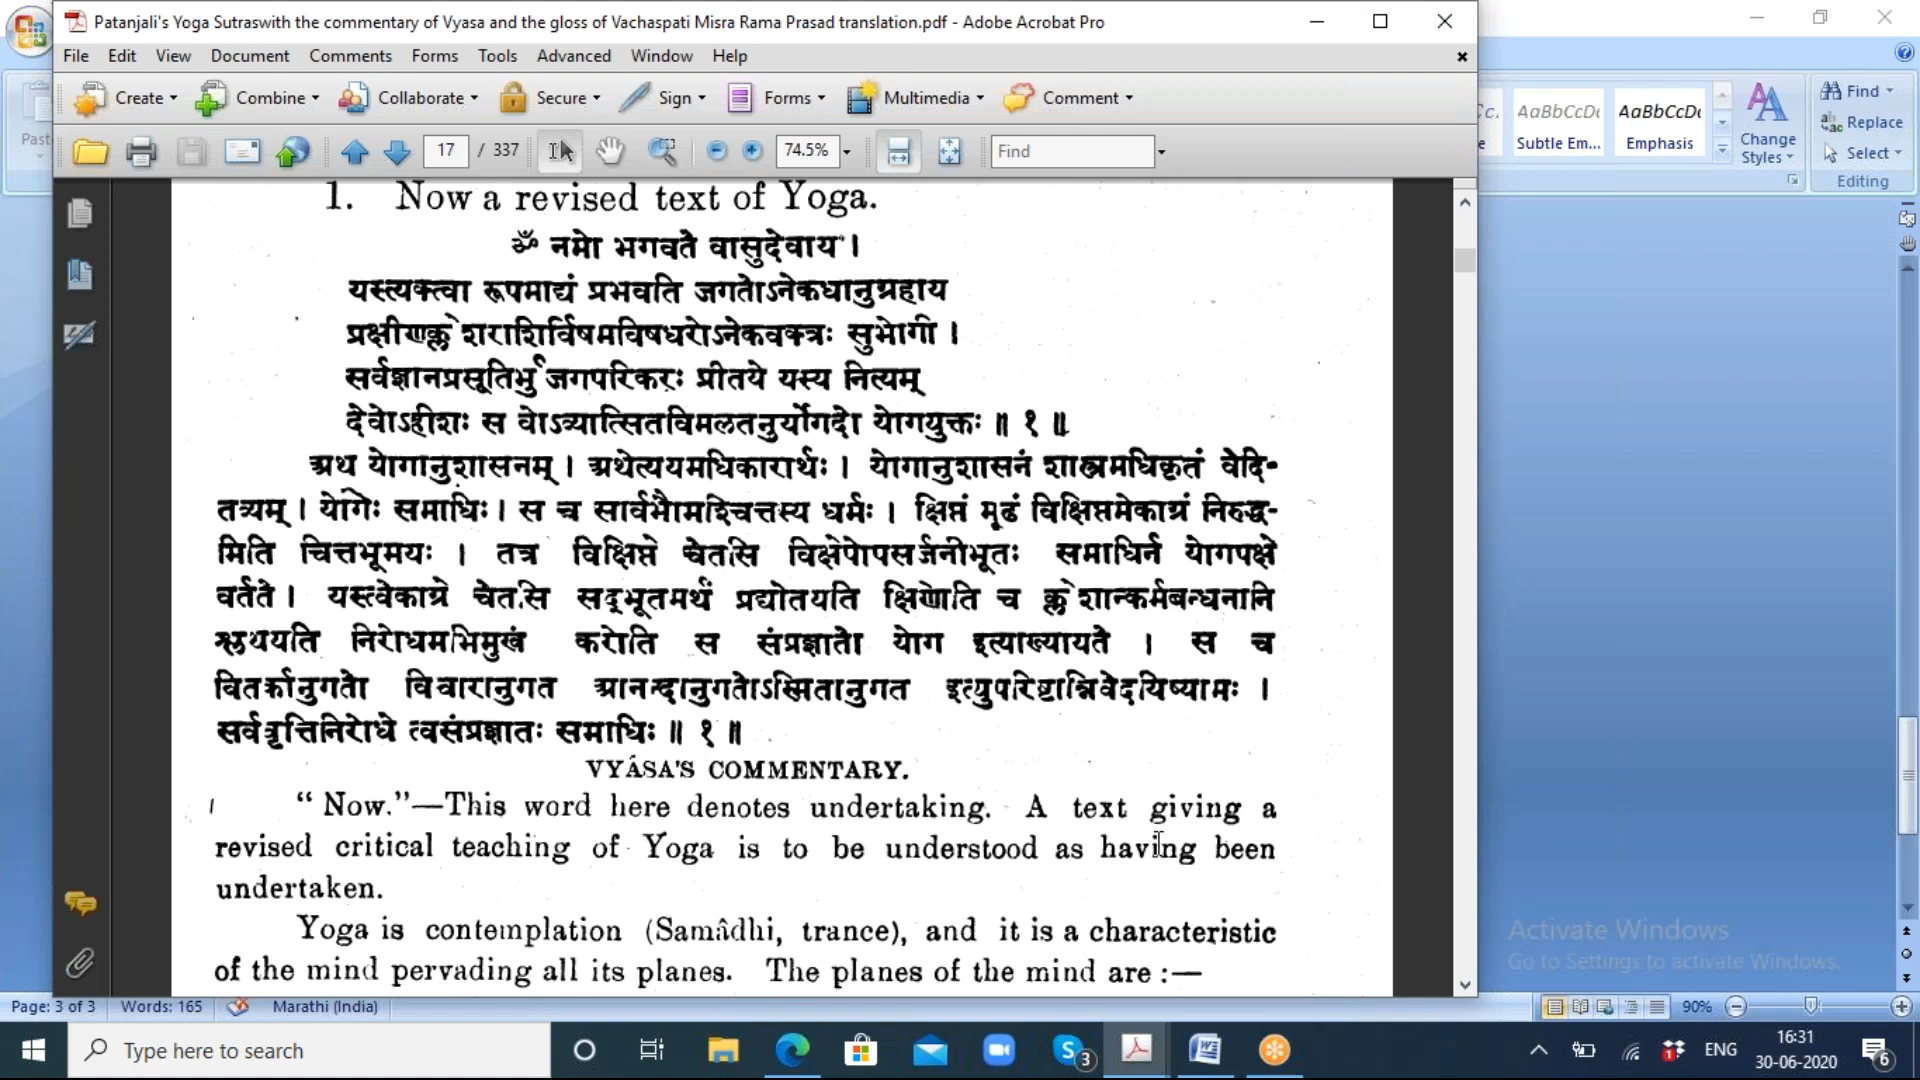 Patanjali's Yoga Sutraswith the commentary of Vyasa and the gloss of Vachaspati Misra Rama Prasad translation.pdf - Adobe Acrobat Pro
File Edit View Document Comments Forms Tools Advanced Window Help
Create Combine Collaborate Secure Sign Forms Multimedia Comment
17 / 337 74.5% Find
AaBbCcDc AaBbCcDc
Subtle Em... Emphasis
Change Styles
Find
Replace
Select
Editing
1. Now a revised text of Yoga.
ॐ नमो भगवते वासुदेवाय ।
यस्त्यक्त्वा रूपमाद्यं प्रभवति जगतोऽनेकधानुग्रहाय
प्रक्षीणक्लेशराशिर्विषमविषधरोऽनेकवक्त्रः सुभोगी ।
सर्वज्ञानप्रसूतिर्भुजगपरिकरः प्रीतये यस्य नित्यम्
देवोऽहीशः स वोऽव्यात्सितविमलतनुर्योगदो योगयुक्तः ॥ १ ॥
अथ योगानुशासनम् । अथेत्ययमधिकारार्थः । योगानुशासनं शास्त्रमधिकृतं वेदि-
तव्यम् । योगः समाधिः । स च सार्वभौमश्चित्तस्य धर्मः । क्षिप्तं मूढं विक्षिप्तमेकाग्रं निरुद्ध-
मिति चित्तभूमयः । तत्र विक्षिप्ते चेतसि विक्षेपोपसर्जनीभूतः समाधिर्न योगपक्षे
वर्तते । यस्त्वेकाग्रे चेतसि सद्भूतमर्थं प्रद्योतयति क्षिणोति च क्लेशान्कर्मबन्धनानि
श्लथयति निरोधमभिमुखं करोति स संप्रज्ञातो योग इत्याख्यायते । स च
वितर्कानुगतो विचारानुगत आनन्दानुगतोऽस्मितानुगत इत्युपरिष्टान्निवेदयिष्यामः ।
सर्ववृत्तिनिरोधे त्वसंप्रज्ञातः समाधिः ॥ १ ॥
VYÂSA'S COMMENTARY.
“ Now.”—This word here denotes undertaking. A text giving a
revised critical teaching of Yoga is to be understood as having been
undertaken.
Yoga is contemplation (Samâdhi, trance), and it is a characteristic
of the mind pervading all its planes. The planes of the mind are :—
Activate Windows
Go to Settings to activate Windows.
Page: 3 of 3 Words: 165 Marathi (India) 90%
Type here to search
3
1
ENG
16:31
30-06-2020
6